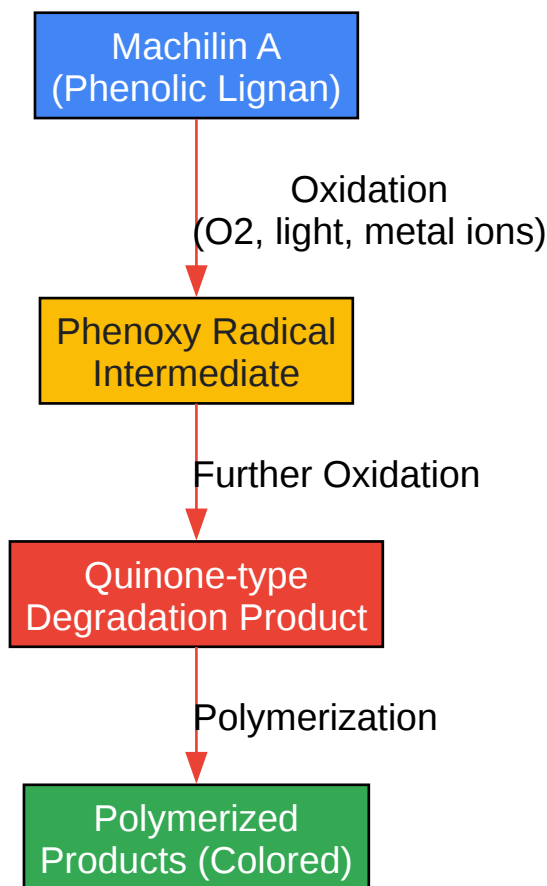 Machilin A
(Phenolic Lignan)
Oxidation
(O2, light, metal ions)
Phenoxy Radical
Intermediate
Further Oxidation
Quinone-type
Degradation Product
Polymerization
Polymerized
Products (Colored)